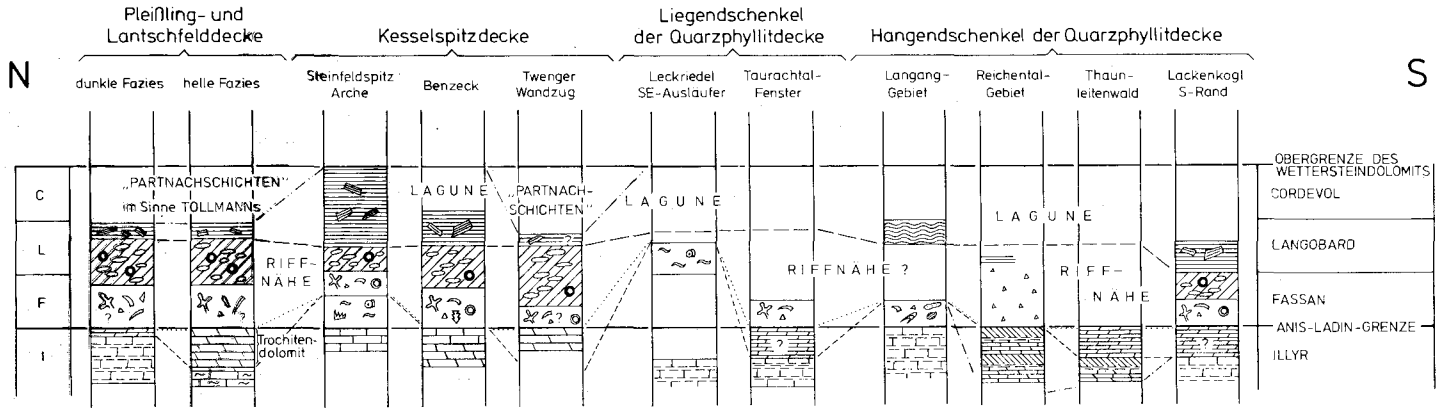 Pleißling- und
Lantschfelddecke
Kesselspitzdecke
Liegendschenkel
der Quarzphyllitdecke
Hangendschenkel der Quarzphyllitdecke
N
S
dunkle Fazies
helle Fazies
Steinfeldspitz
Arche
Benzeck
Twenger
Wandzug
Leckriedel
SE-Ausläufer
Taurachtal-
Fenster
Langang-
Gebiet
Reichental-
Gebiet
Thaun-
leitenwald
Lackenkogl
S-Rand
C
L
F
I
„PARTNACHSCHICHTEN"
im Sinne TOLLMANNs
LAGUNE
„PARTNACH-
SCHICHTEN"
LAGUNE
LAGUNE
RIFF-
NÄHE
RIFFNÄHE ?
RIFF-
NÄHE
Trochiten-
dolomit
?
?
?
?
?
?
OBERGRENZE DES
WETTERSTEINDOLOMITS
CORDEVOL
LANGOBARD
FASSAN
ANIS-LADIN-GRENZE
ILLYR